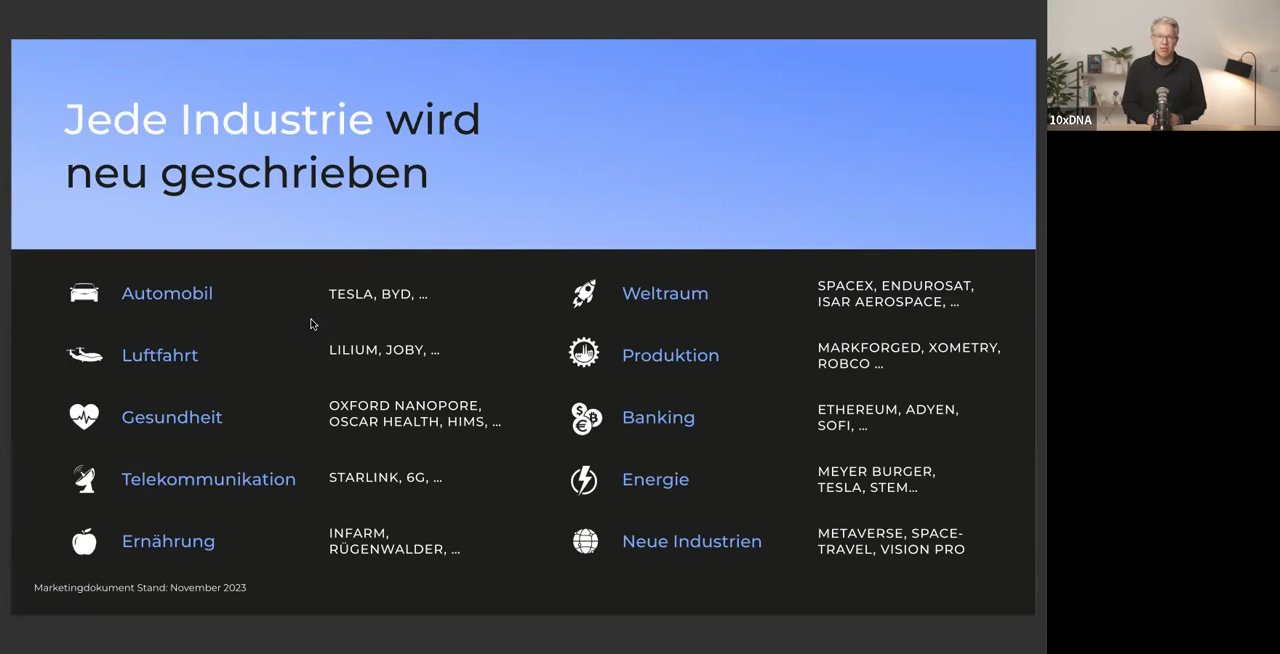 Jede Industrie wird
neu geschrieben
Automobil
TESLA, BYD, ...
Luftfahrt
LILIUM, JOBY, ...
Gesundheit
OXFORD NANOPORE,
OSCAR HEALTH, HIMS, ...
Telekommunikation
STARLINK, 6G, ...
Ernährung
INFARM,
RÜGENWALDER, ...
Weltraum
SPACEX, ENDUROSAT,
ISAR AEROSPACE, ...
Produktion
MARKFORGED, XOMETRY,
ROBCO ...
Banking
ETHEREUM, ADYEN,
SOFI, ...
Energie
MEYER BURGER,
TESLA, STEM...
Neue Industrien
METAVERSE, SPACE-
TRAVEL, VISION PRO
Marketingdokument Stand: November 2023
10xDNA